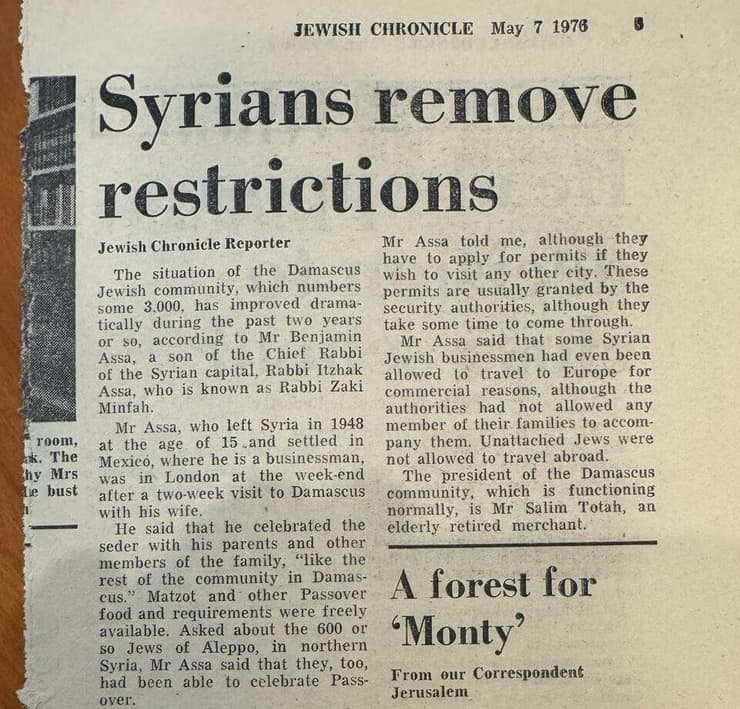 JEWISH CHRONICLE May 7 1976
Syrians remove
restrictions
Jewish Chronicle Reporter
The situation of the Damascus
Jewish community, which numbers
some 3,000, has improved drama-
tically during the past two years
or so, according to Mr Benjamin
Assa, a son of the Chief Rabbi
of the Syrian capital, Rabbi Itzhak
Assa, who is known as Rabbi Zaki
Minfah.
Mr Assa, who left Syria in 1948
at the age of 15 and settled in
Mexico, where he is a businessman,
was in London at the week-end
after a two-week visit to Damascus
with his wife.
He said that he celebrated the
seder with his parents and other
members of the family, “like the
rest of the community in Damas-
cus.” Matzot and other Passover
food and requirements were freely
available. Asked about the 600 or
so Jews of Aleppo, in northern
Syria, Mr Assa said that they, too,
had been able to celebrate Pass-
over.
Mr Assa told me, although they
have to apply for permits if they
wish to visit any other city. These
permits are usually granted by the
security authorities, although they
take some time to come through.
Mr Assa said that some Syrian
Jewish businessmen had even been
allowed to travel to Europe for
commercial reasons, although the
authorities had not allowed any
member of their families to accom-
pany them. Unattached Jews were
not allowed to travel abroad.
The president of the Damascus
community, which is functioning
normally, is Mr Salim Totah, an
elderly retired merchant.
A forest for
‘Monty’
From our Correspondent
Jerusalem
room,
The
Mrs
bust